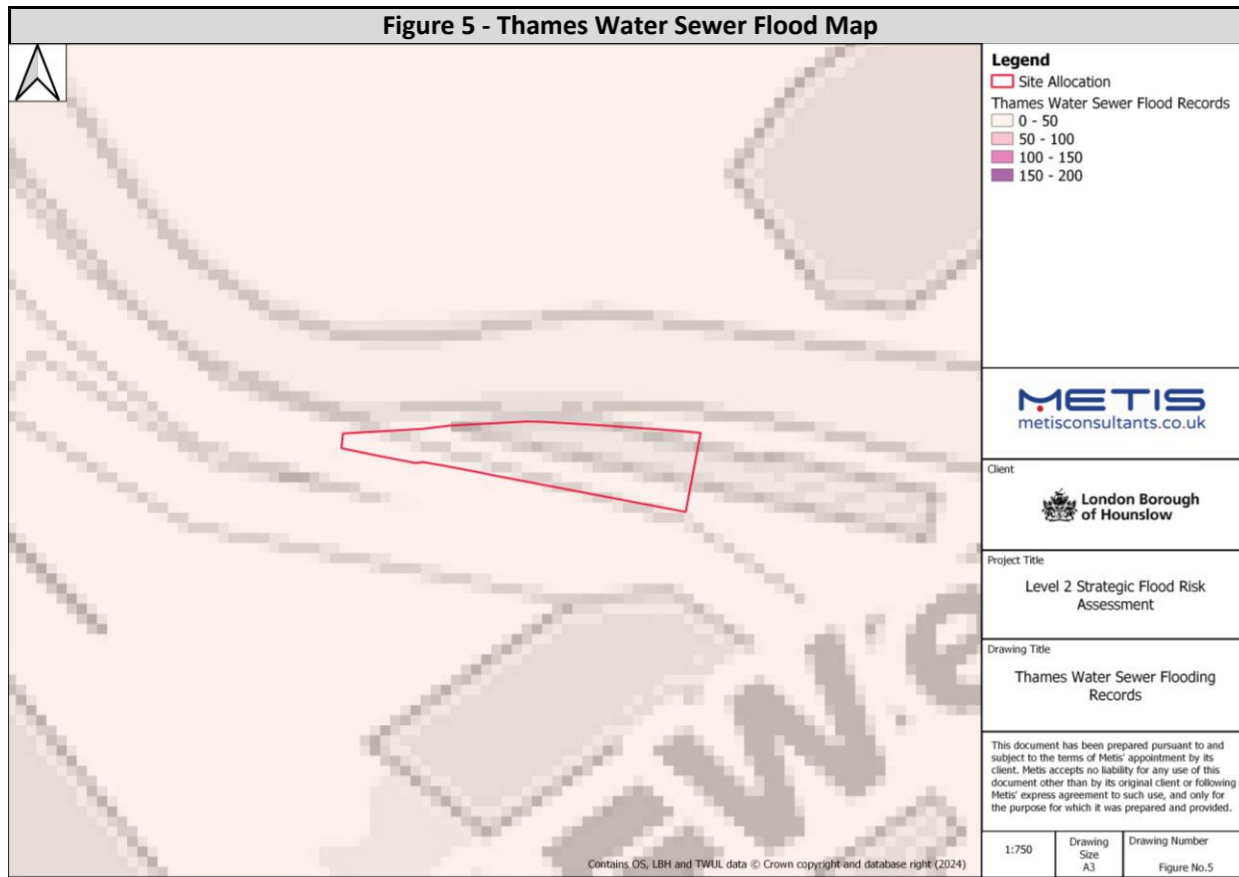 Figure 5 - Thames Water Sewer Flood Map
Legend
Site Allocation
Thames Water Sewer Flood Records
0 - 50
50 - 100
100 - 150
150 - 200
METIS
metisconsultants.co.uk
Client
London Borough
of Hounslow
Project Title
Level 2 Strategic Flood Risk
Assessment
Drawing Title
Thames Water Sewer Flooding
Records
This document has been prepared pursuant to and
subject to the terms of Metis' appointment by its
client. Metis accepts no liability for any use of this
document other than by its original client or following
Metis' express agreement to such use, and only for
the purpose for which it was prepared and provided.
1:750
Drawing
Size
A3
Drawing Number
Figure No.5
Contains OS, LBH and TWUL data © Crown copyright and database right (2024)